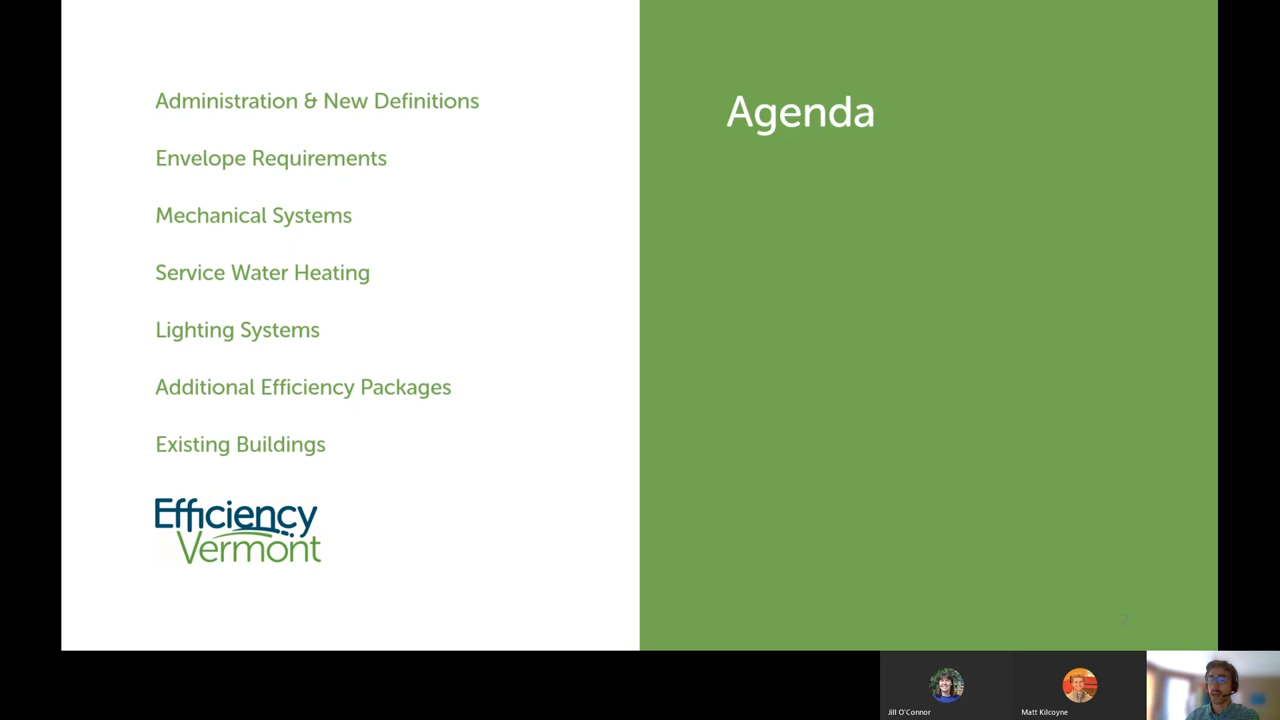 Administration & New Definitions
Envelope Requirements
Mechanical Systems
Service Water Heating
Lighting Systems
Additional Efficiency Packages
Existing Buildings
Efficiency
Vermont
Agenda
2
Jill O'Connor
Matt Kilcoyne